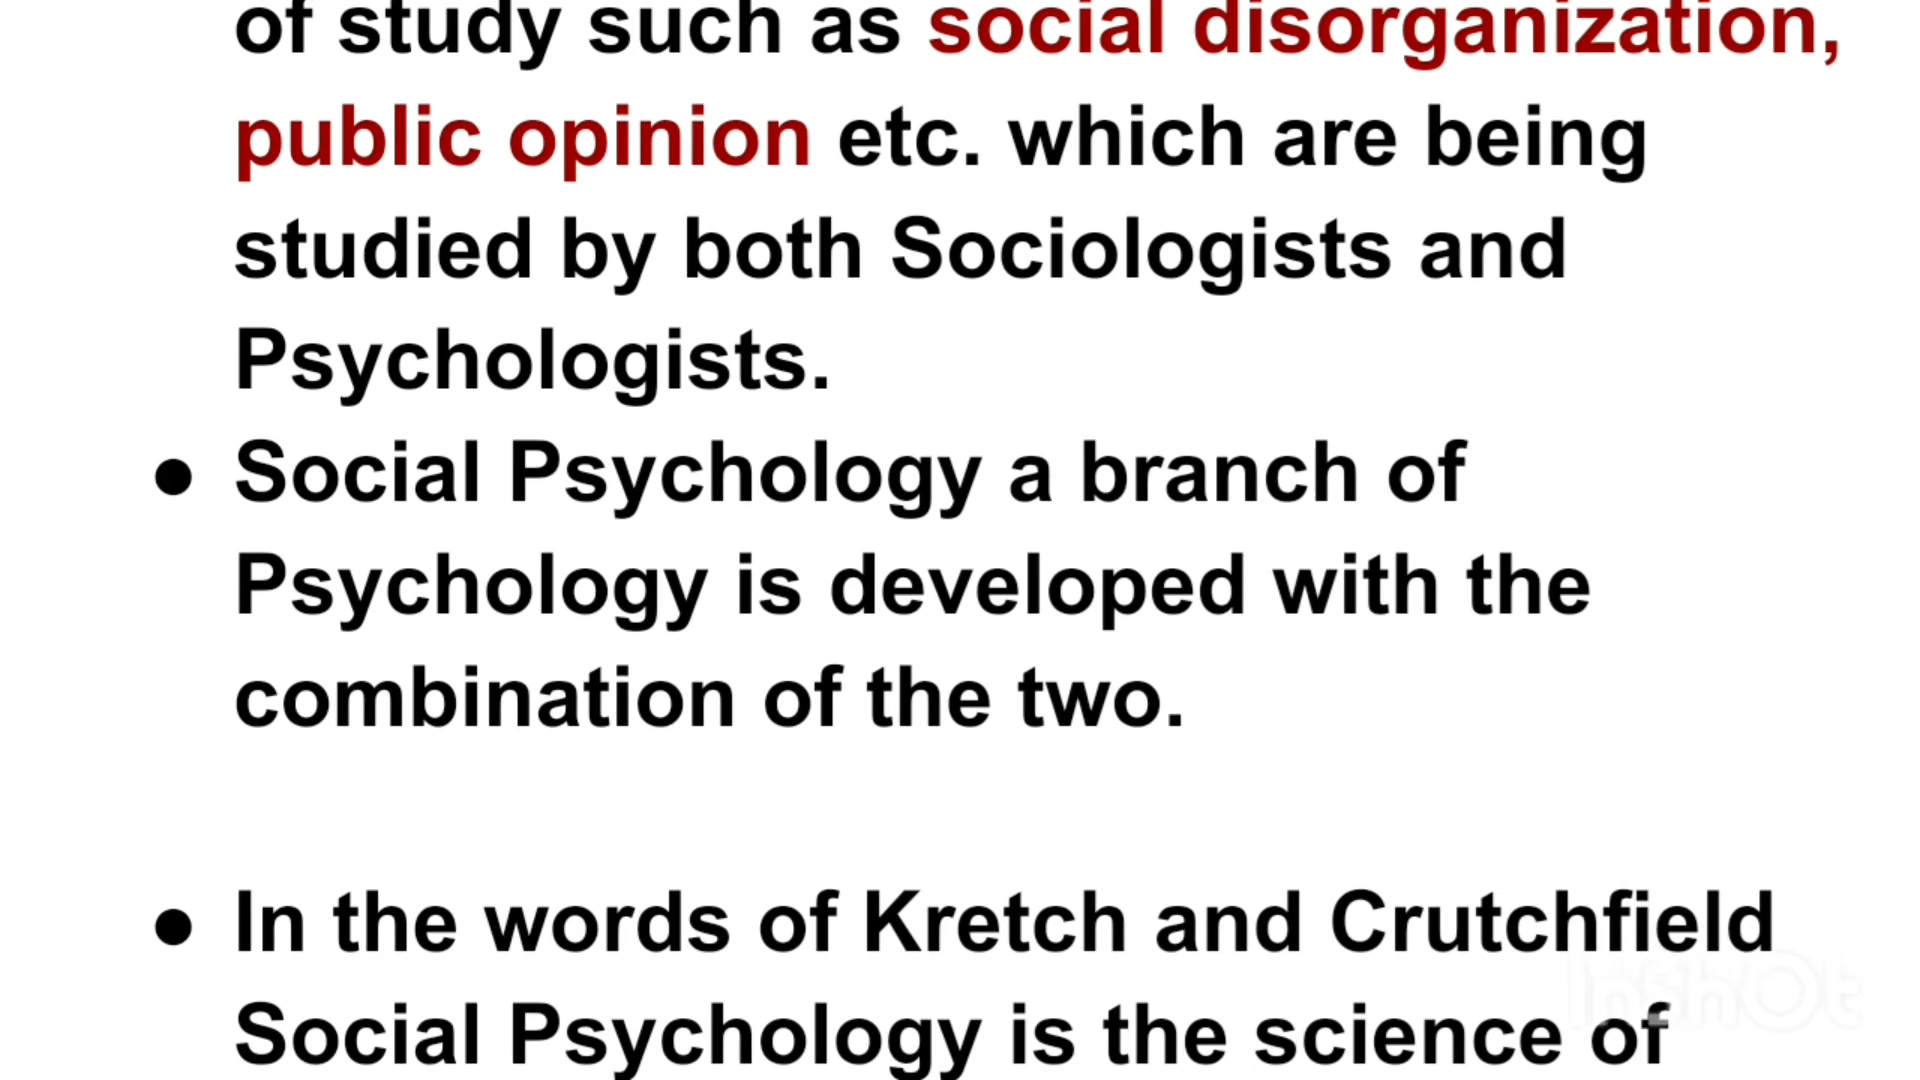 of study such as social disorganization,
public opinion etc. which are being
studied by both Sociologists and
Psychologists.
● Social Psychology a branch of
Psychology is developed with the
combination of the two.
● In the words of Kretch and Crutchfield
Social Psychology is the science of
InShOt